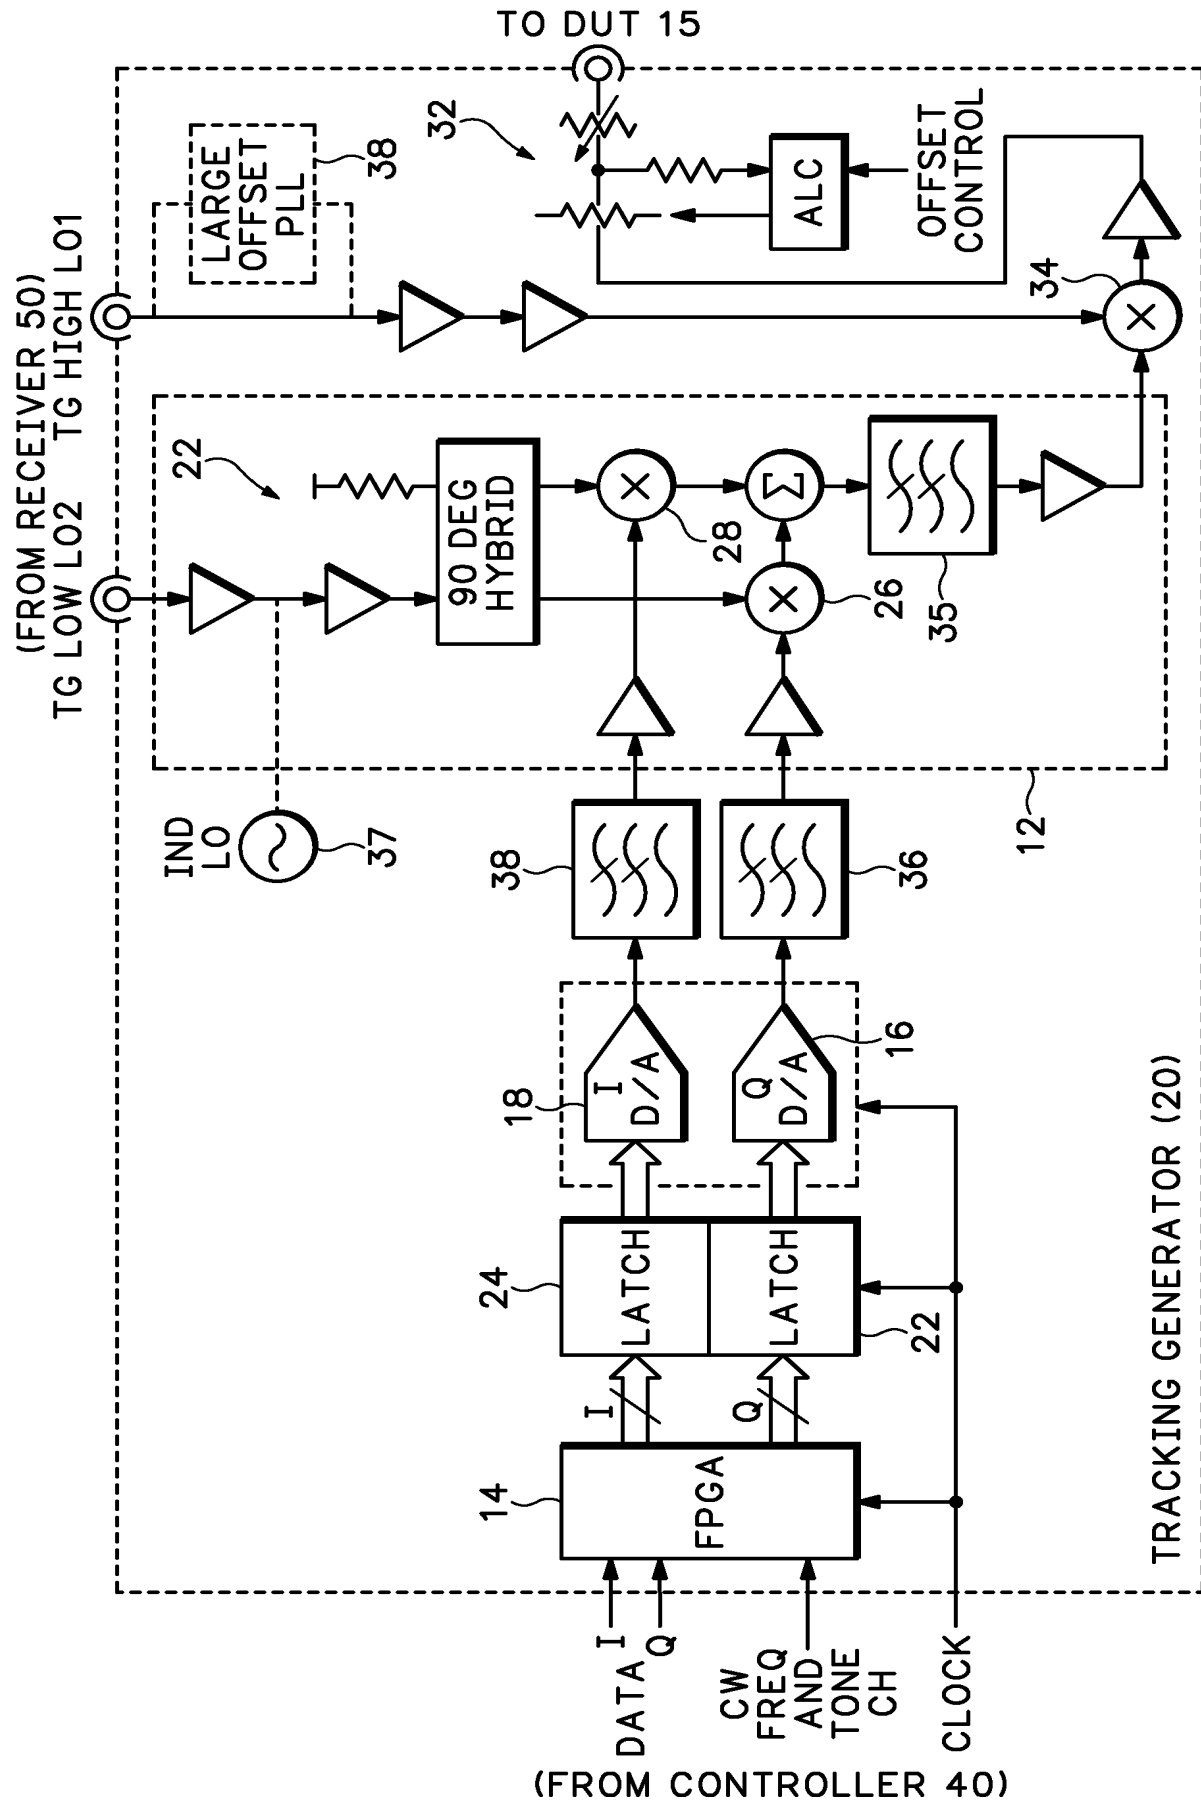 TO DUT 15
(FROM RECEIVER 50)
TG LOW LO2
TG HIGH LO1
LARGE
OFFSET
PLL
38
32
ALC
OFFSET
CONTROL
34
22
90 DEG
HYBRID
X
28
Σ
X
26
35
X
IND
LO
37
12
38
36
I
D/A
18
Q
D/A
16
24
LATCH
LATCH
22
I
Q
14
FPGA
DATA
I
Q
CW
FREQ
AND
TONE
CH
CLOCK
(FROM CONTROLLER 40)
TRACKING GENERATOR (20)